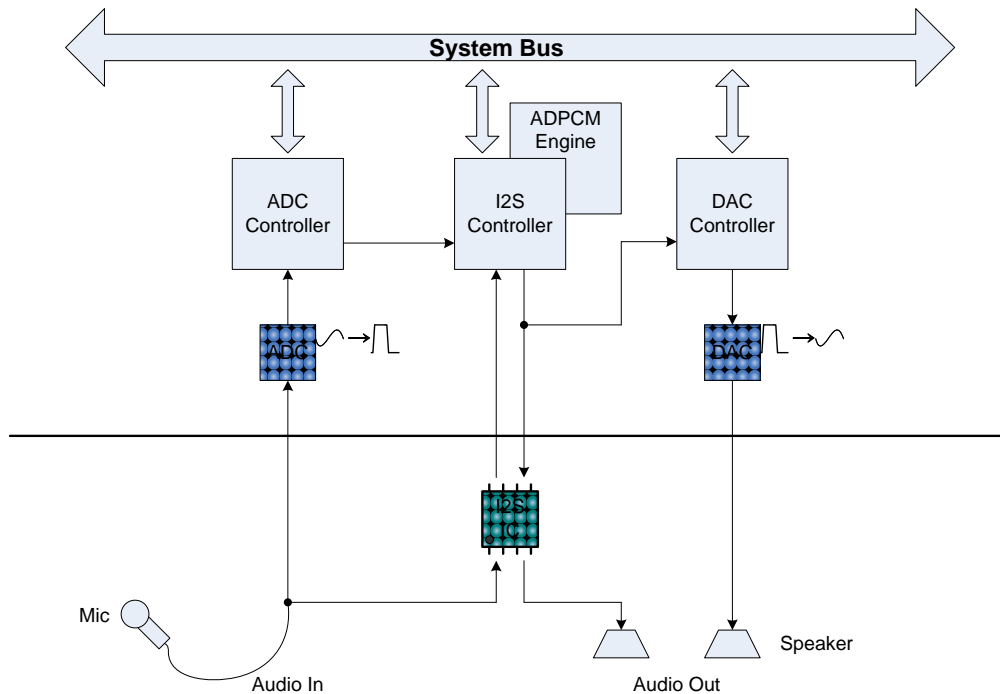 System Bus
ADPCM
Engine
ADC
Controller
I2S
Controller
DAC
Controller
ADC
DAC
I2S
IC
Mic
Speaker
Audio In
Audio Out